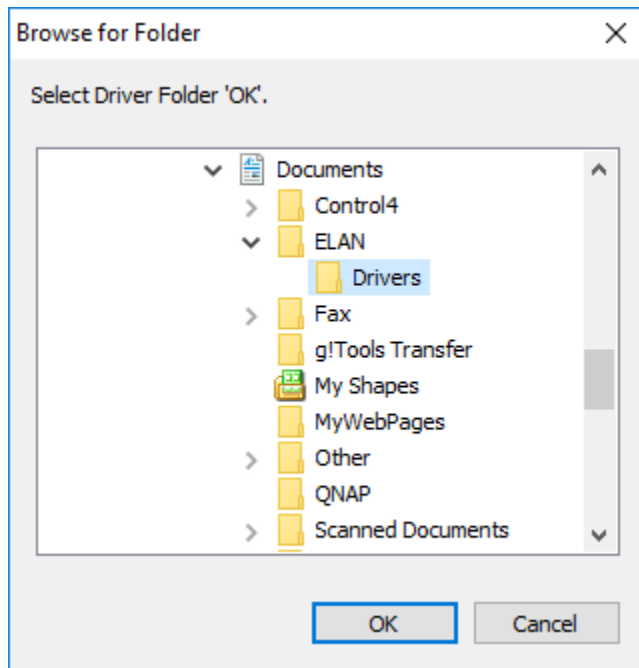 Browse for Folder
Select Driver Folder 'OK'.
Documents
Control4
ELAN
Drivers
Fax
g!Tools Transfer
My Shapes
MyWebPages
Other
QNAP
Scanned Documents
OK
Cancel